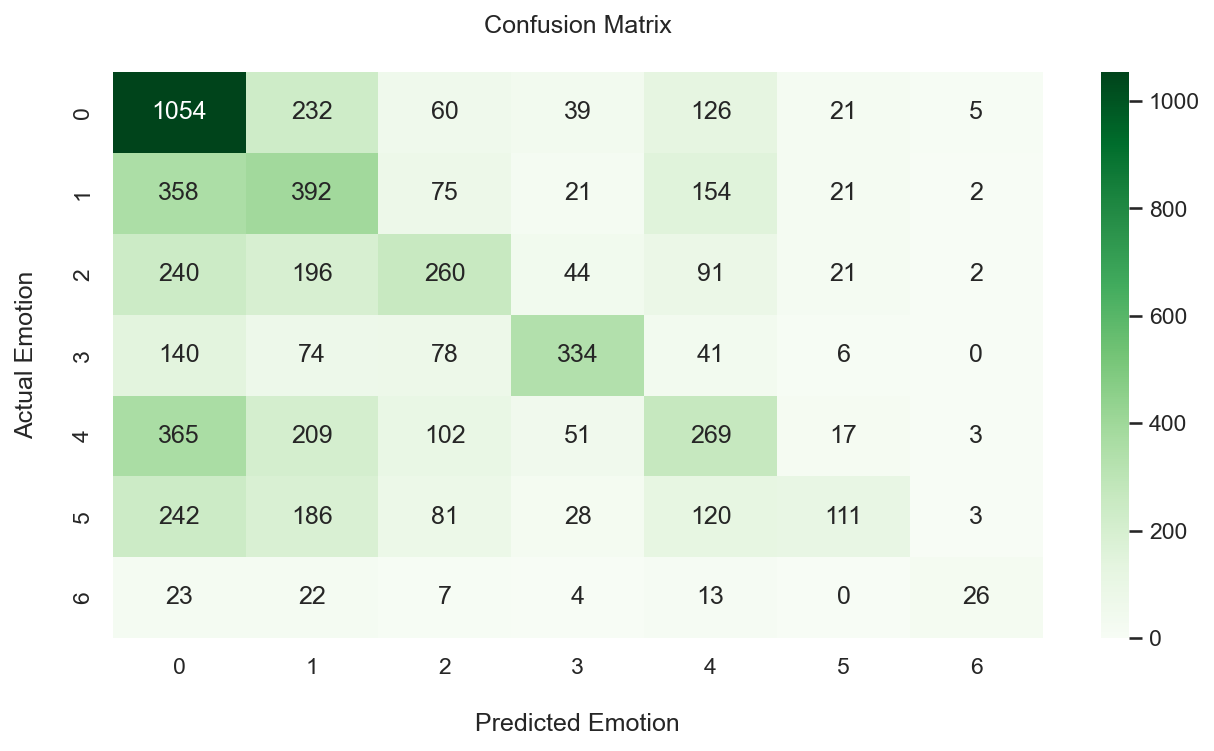 Confusion Matrix
0 1054 232 60 39 126 21 5 1000
1 358 392 75 21 154 21 2 800
2 240 196 260 44 91 21 2 600
3 140 74 78 334 41 6 0
4 365 209 102 51 269 17 3 400
5 242 186 81 28 120 111 3 200
6 23 22 7 4 13 0 26 0
0 1 2 3 4 5 6
Actual Emotion
Predicted Emotion